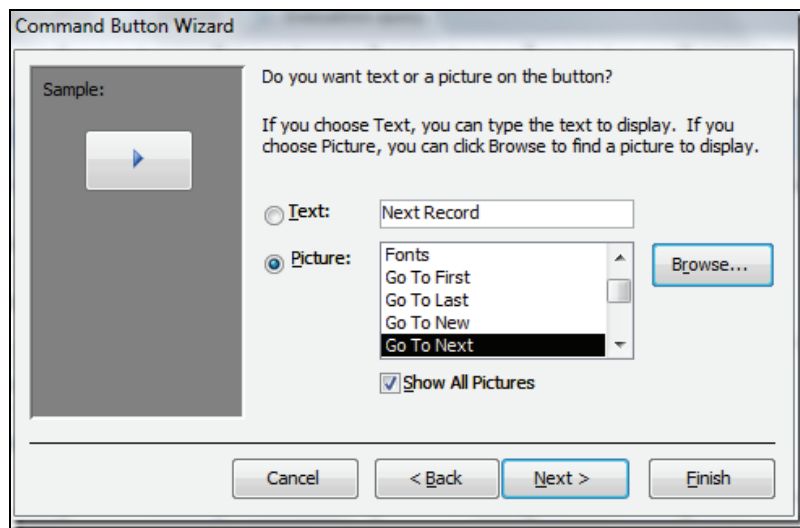 Command Button Wizard
Sample:
Do you want text or a picture on the button?
If you choose Text, you can type the text to display. If you
choose Picture, you can click Browse to find a picture to display.
Text:
Next Record
Picture:
Fonts
Go To First
Go To Last
Go To New
Go To Next
Browse...
Show All Pictures
Cancel
< Back
Next >
Finish